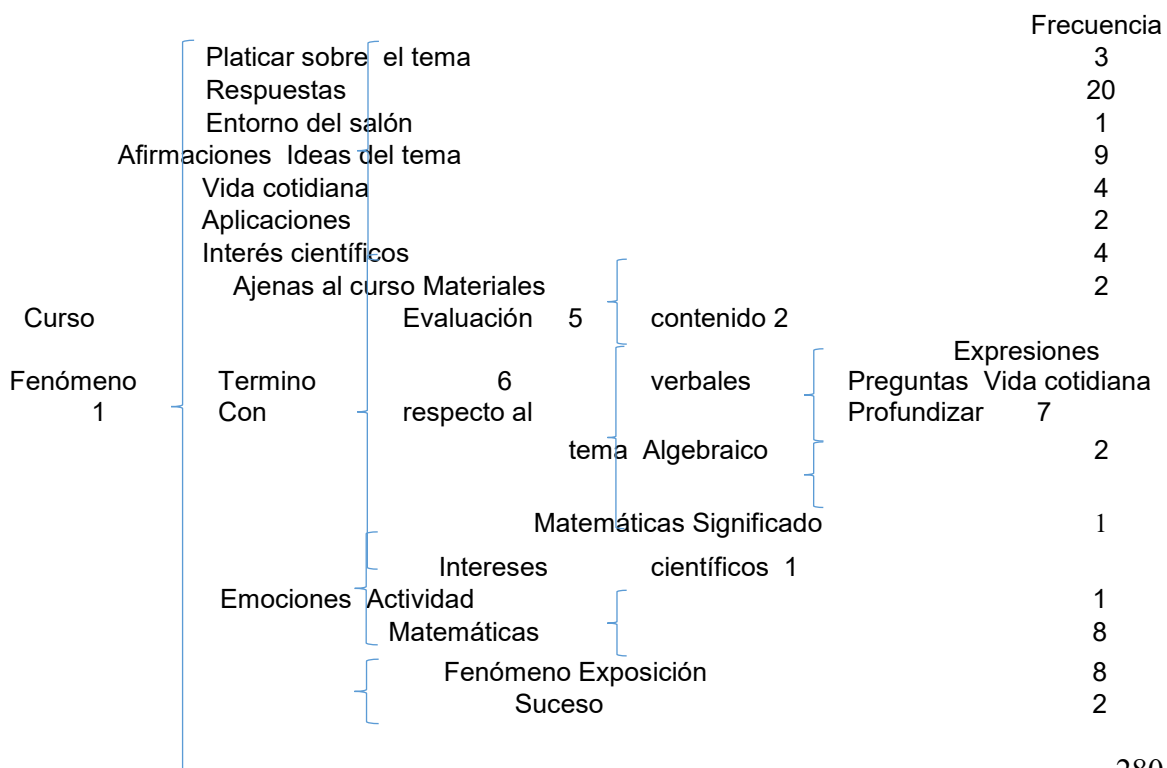 Frecuencia
Platicar sobre el tema 3
Respuestas 20
Entorno del salón 1
Afirmaciones Ideas del tema 9
Vida cotidiana 4
Aplicaciones 2
Interés científicos 4
Ajenas al curso Materiales 2
Curso Evaluación 5 contenido 2
Expresiones
Fenómeno Termino 6 verbales Preguntas Vida cotidiana
1 Con respecto al Profundizar 7
tema Algebraico 2
Matemáticas Significado 1
Intereses científicos 1
Emociones Actividad 1
Matemáticas 8
Fenómeno Exposición 8
Suceso 2